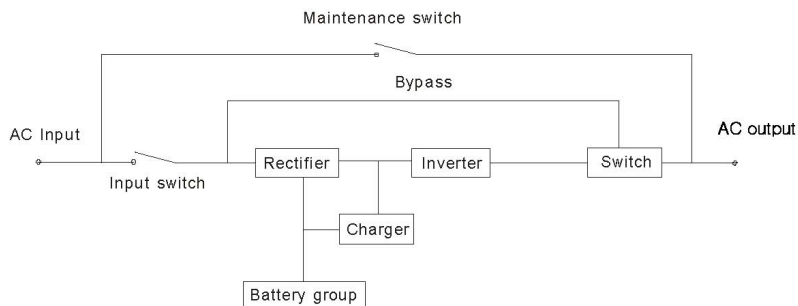 Maintenance switch
Bypass
AC Input
AC output
Rectifier
Inverter
Switch
Input switch
Charger
Battery group